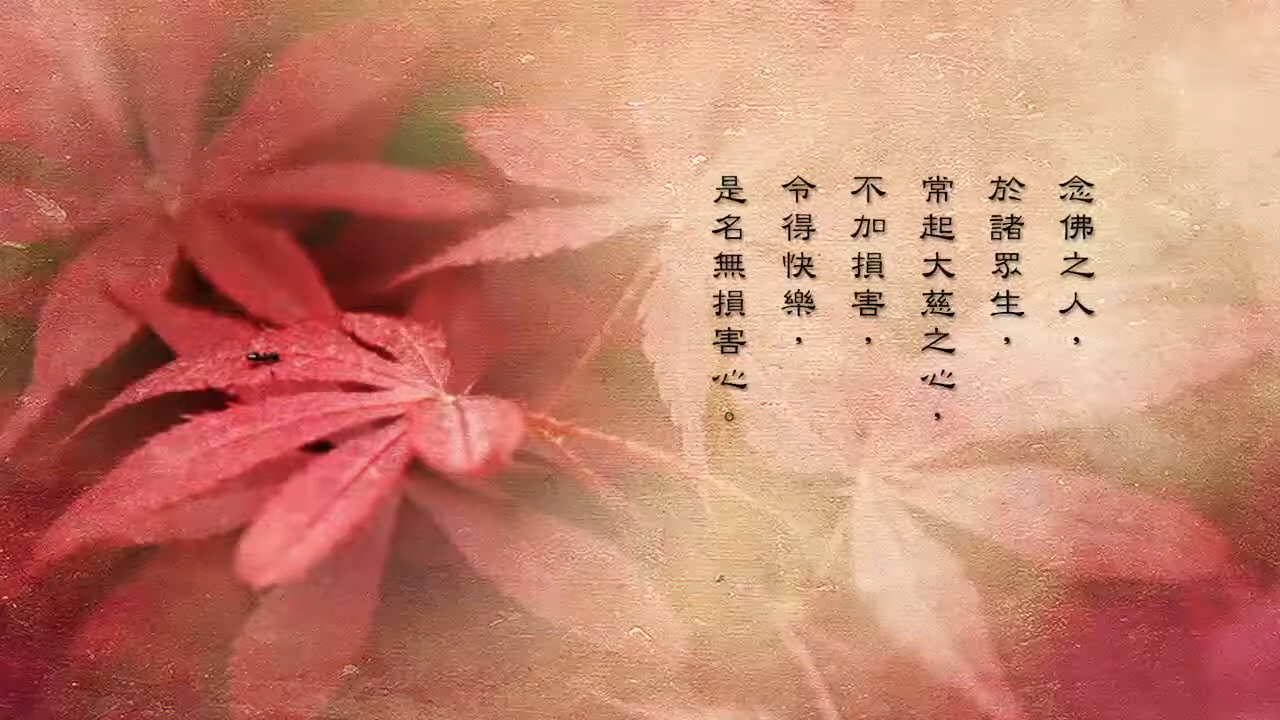 念佛之人，
於諸眾生，
常起大慈之心，
不加損害，
令得快樂，
是名無損害心。